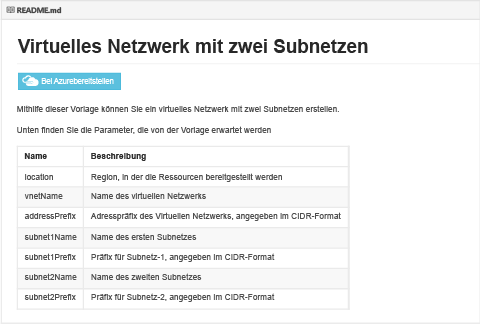 README.md
Virtuelles Netzwerk mit zwei Subnetzen
Bei Azurebereitstellen
Mithilfe dieser Vorlage können Sie ein virtuelles Netzwerk mit zwei Subnetzen erstellen.
Unten finden Sie die Parameter, die von der Vorlage erwartet werden
Name Beschreibung
location Region, in der die Ressourcen bereitgestellt werden
vnetName Name des virtuellen Netzwerks
addressPrefix Adresspräfix des Virtuellen Netzwerks, angegeben im CIDR-Format
subnet1Name Name des ersten Subnetzes
subnet1Prefix Präfix für Subnetz-1, angegeben im CIDR-Format
subnet2Name Name des zweiten Subnetzes
subnet2Prefix Präfix für Subnetz-2, angegeben im CIDR-Format